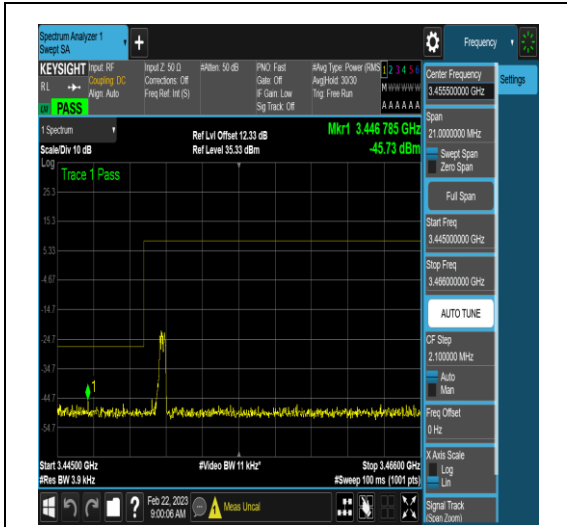 Spectrum Analyzer 1
Swept SA
Frequency
KEYSIGHT
RL
Input: RF
Coupling: DC
Align: Auto
Input Z: 50 Ω
Corrections: Off
Freq Ref: Int (S)
#Atten: 50 dB
PNO: Fast
Gate: Off
IF Gain: Low
Sig Track: Off
#Avg Type: Power (RMS
Avg|Hold: 30/30
Trig: Free Run
1 2 3 4 5 6
M W W W W W
A A A A A A
PASS
1 Spectrum
Scale/Div 10 dB
Ref Lvl Offset 12.33 dB
Ref Level 35.33 dBm
Mkr1 3.446 785 GHz
-45.73 dBm
Log
Trace 1 Pass
25.3
15.3
5.33
-4.67
-14.7
-24.7
-34.7
-44.7
-54.7
1
Start 3.44500 GHz
#Res BW 3.9 kHz
#Video BW 11 kHz*
Stop 3.46600 GHz
#Sweep 100 ms (1001 pts)
Center Frequency
3.455500000 GHz
Settings
Span
21.0000000 MHz
Swept Span
Zero Span
Full Span
Start Freq
3.445000000 GHz
Stop Freq
3.466000000 GHz
AUTO TUNE
CF Step
2.100000 MHz
Auto
Man
Freq Offset
0 Hz
X Axis Scale
Log
Lin
Signal Track
(Span Zoom)
Feb 22, 2023
9:00:06 AM
Meas Uncal